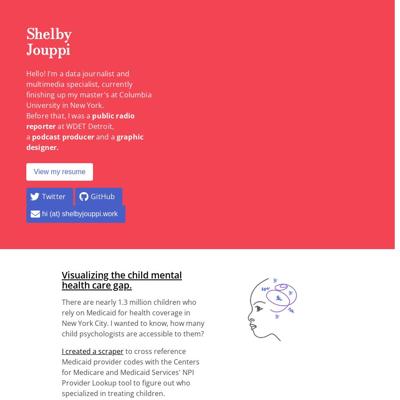 Shelby
Jouppi
Hello! I'm a data journalist and
multimedia specialist, currently
finishing up my master's at Columbia
University in New York.
Before that, I was a public radio
reporter at WDET Detroit,
a podcast producer and a graphic
designer.
View my resume
Twitter
GitHub
hi (at) shelbyjouppi.work
Visualizing the child mental
health care gap.
There are nearly 1.3 million children who
rely on Medicaid for health coverage in
New York City. I wanted to know, how many
child psychologists are accessible to them?
I created a scraper to cross reference
Medicaid provider codes with the Centers
for Medicare and Medicaid Services' NPI
Provider Lookup tool to figure out who
specialized in treating children.